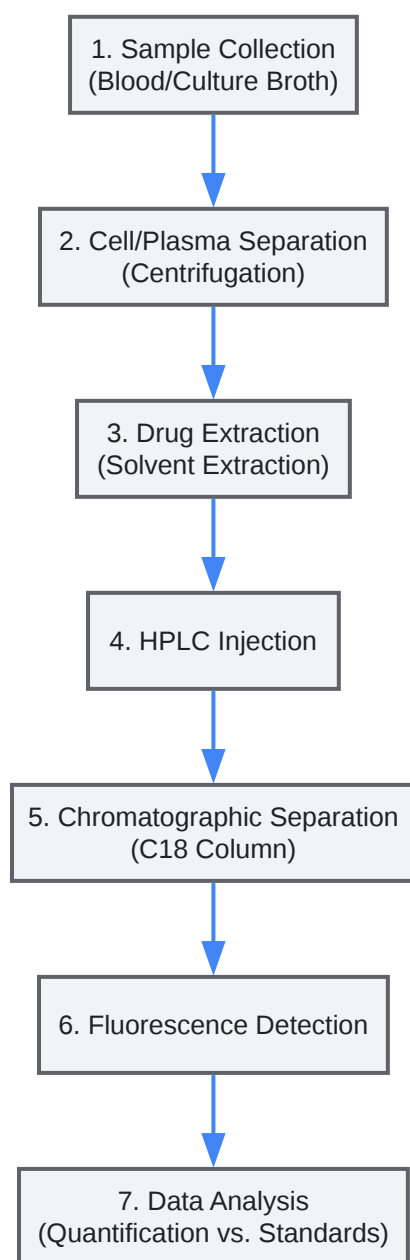 1. Sample Collection
(Blood/Culture Broth)
2. Cell/Plasma Separation
(Centrifugation)
3. Drug Extraction
(Solvent Extraction)
4. HPLC Injection
5. Chromatographic Separation
(C18 Column)
6. Fluorescence Detection
7. Data Analysis
(Quantification vs. Standards)